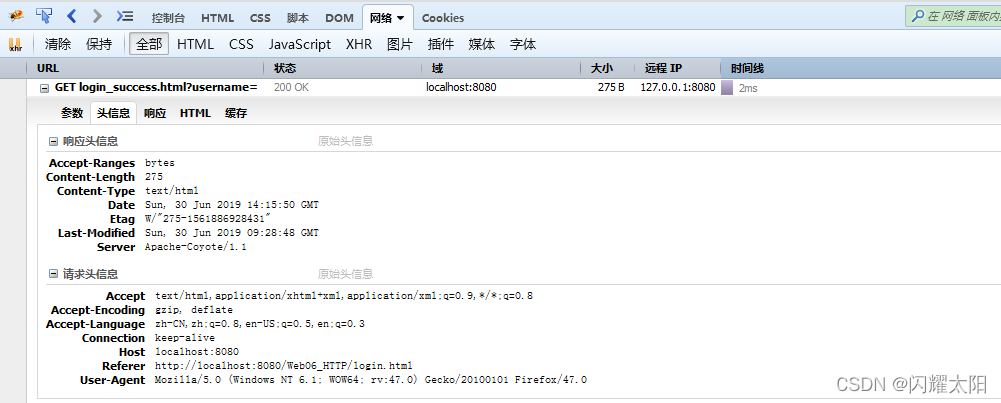 控制台 HTML CSS 脚本 DOM 网络 Cookies 在 网络 面板内
xhr 清除 保持 全部 HTML CSS JavaScript XHR 图片 插件 媒体 字体
URL 状态 域 大小 远程 IP 时间线
GET login_success.html?username= 200 OK localhost:8080 275 B 127.0.0.1:8080 2ms
参数 头信息 响应 HTML 缓存
响应头信息 原始头信息
Accept-Ranges bytes
Content-Length 275
Content-Type text/html
Date Sun, 30 Jun 2019 14:15:50 GMT
Etag W/"275-1561886928431"
Last-Modified Sun, 30 Jun 2019 09:28:48 GMT
Server Apache-Coyote/1.1
请求头信息 原始头信息
Accept text/html,application/xhtml+xml,application/xml;q=0.9,*/*;q=0.8
Accept-Encoding gzip, deflate
Accept-Language zh-CN,zh;q=0.8,en-US;q=0.5,en;q=0.3
Connection keep-alive
Host localhost:8080
Referer http://localhost:8080/Web06_HTTP/login.html
User-Agent Mozilla/5.0 (Windows NT 6.1; WOW64; rv:47.0) Gecko/20100101 Firefox/47.0
CSDN @闪耀太阳